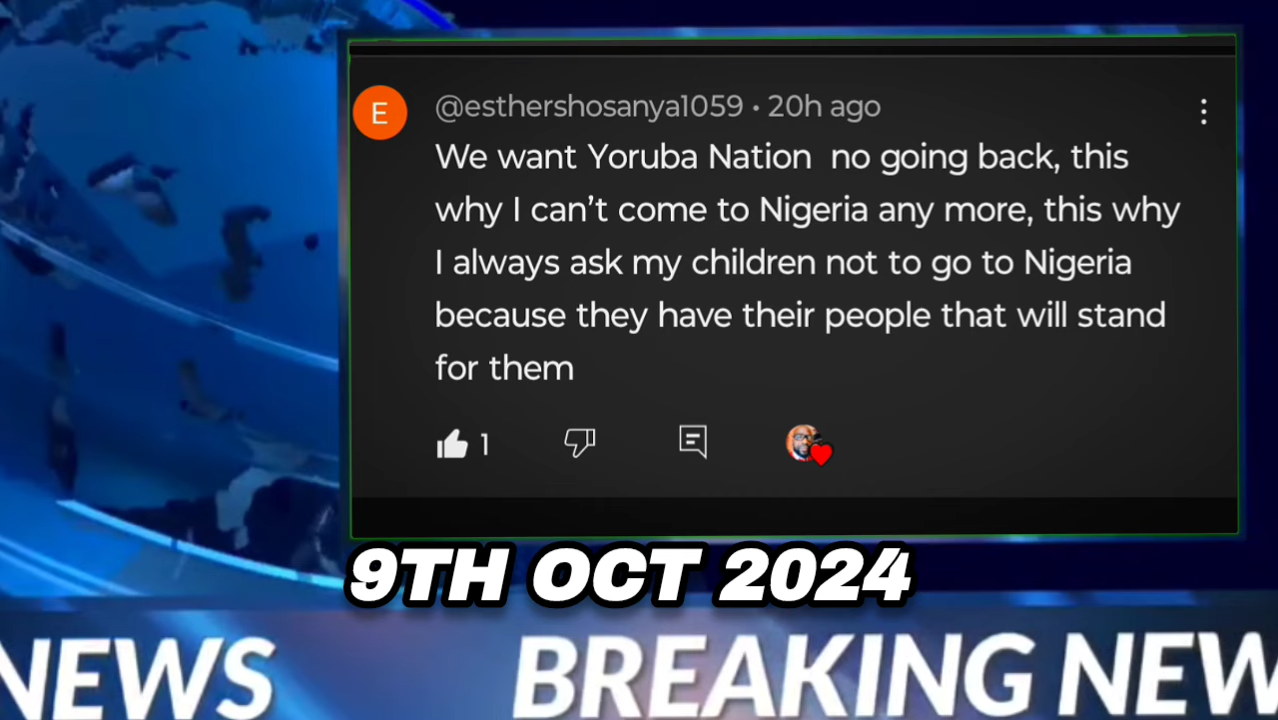 E
@esthershosanya1059 • 20h ago
We want Yoruba Nation no going back, this
why I can’t come to Nigeria any more, this why
I always ask my children not to go to Nigeria
because they have their people that will stand
for them
1
9TH OCT 2024
NEWS BREAKING NEW